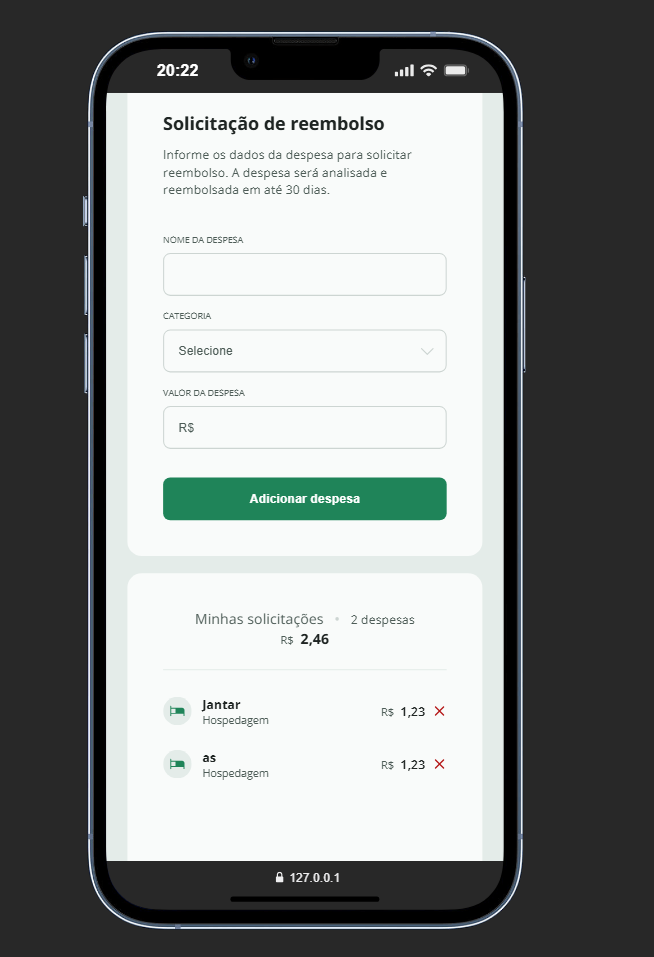 20:22
Solicitação de reembolso
Informe os dados da despesa para solicitar
reembolso. A despesa será analisada e
reembolsada em até 30 dias.
NOME DA DESPESA
CATEGORIA
Selecione
VALOR DA DESPESA
R$
Adicionar despesa
Minhas solicitações • 2 despesas
R$ 2,46
Jantar
Hospedagem
R$ 1,23
as
Hospedagem
R$ 1,23
127.0.0.1